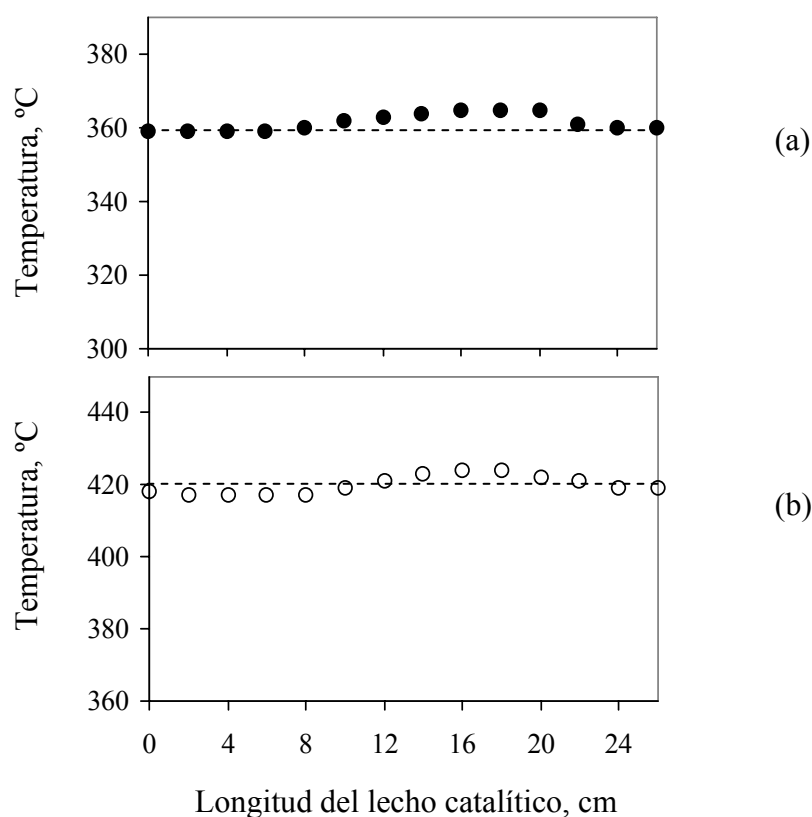 Temperatura, ºC
380
360
340
320
300
(a)
Temperatura, ºC
440
420
400
380
360
(b)
0 4 8 12 16 20 24
Longitud del lecho catalítico, cm